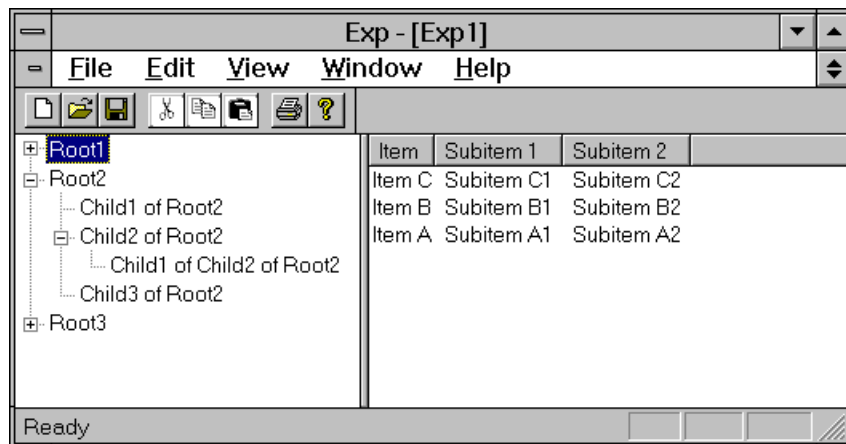 Exp - [Exp1]
File Edit View Window Help
Root1
Root2
Child1 of Root2
Child2 of Root2
Child1 of Child2 of Root2
Child3 of Root2
Root3
Item Subitem 1 Subitem 2
Item C Subitem C1 Subitem C2
Item B Subitem B1 Subitem B2
Item A Subitem A1 Subitem A2
Ready